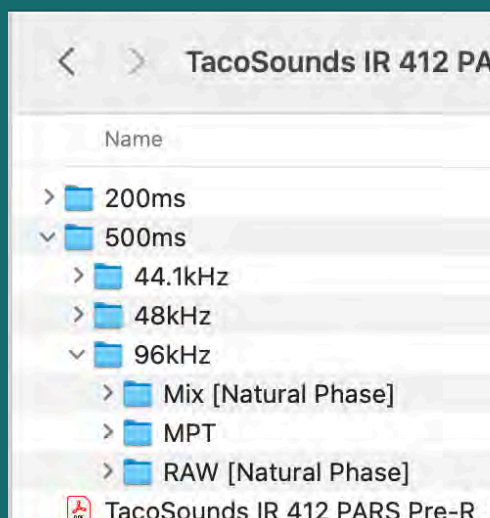 TacoSounds IR 412 PA
Name
200ms
500ms
44.1kHz
48kHz
96kHz
Mix [Natural Phase]
MPT
RAW [Natural Phase]
TacoSounds IR 412 PARS Pre-R